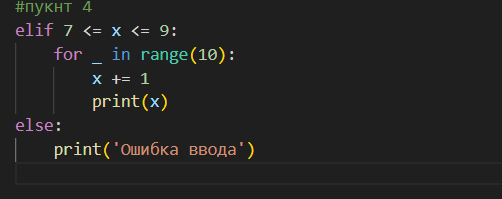 #пукнт 4
elif 7 <= x <= 9:
    for _ in range(10):
        x += 1
        print(x)
else:
    print('Ошибка ввода')